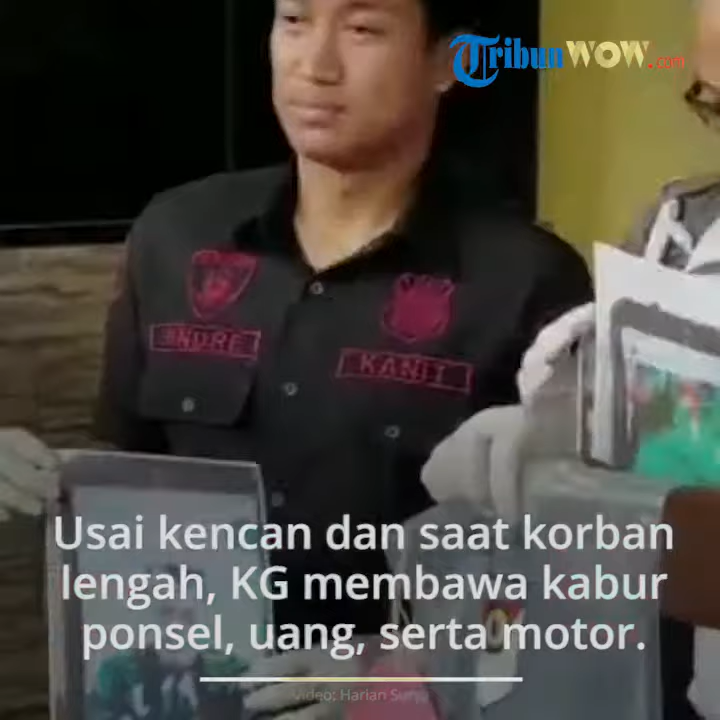 TribunWOW.com
ANDRE
KANIT
Usai kencan dan saat korban
lengah, KG membawa kabur
ponsel, uang, serta motor.
Video: Harian Surya